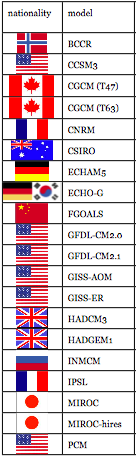 nationality model
BCCR
CCSM3
CGCM (T47)
CGCM (T63)
CNRM
CSIRO
ECHAM5
ECHO-G
FGOALS
GFDL-CM2.0
GFDL-CM2.1
GISS-AOM
GISS-ER
HADCM3
HADGEM1
INMCM
IPSL
MIROC
MIROC-hires
PCM